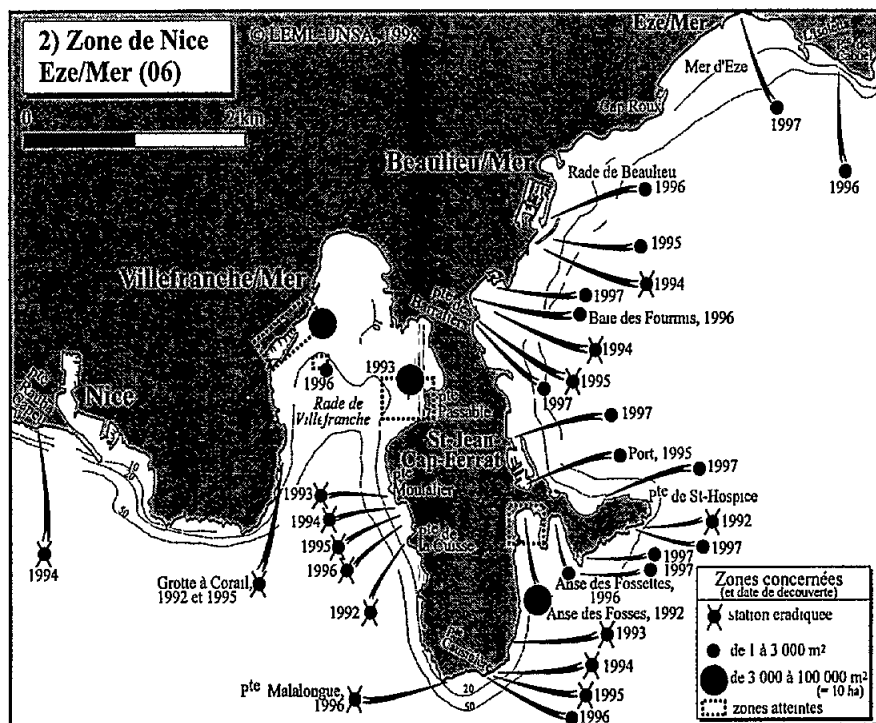 2) Zone de Nice
Eze/Mer (06)
© LEML-UNSA, 1998
0 2 km
Eze/Mer
Mer d'Eze
Cap Roux
1997
1996
Beaulieu/Mer
Rade de Beaulieu
1996
1995
1994
1997
Baie des Fourmis, 1996
1994
1995
1997
Villefranche/Mer
1996
1993
Rade de
Villefranche
Pte
Passable
Nice
St-Jean
Cap-Ferrat
1997
Port, 1995
1997
Pte de St-Hospice
1992
1997
1997
1997
1993
1994
1995
1996
1992
1994
Grotte à Corail,
1992 et 1995
Anse des Fossettes,
1996
Anse des Fosses, 1992
1993
1994
1995
1996
Pte Malalongue,
1996
20
50
50
Zones concernées
(et date de decouverte)
station eradiquee
de 1 à 3 000 m²
de 3 000 à 100 000 m²
(= 10 ha)
zones atteintes